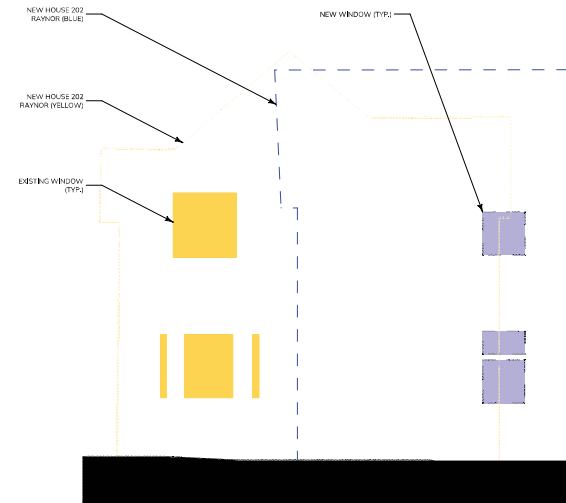 NEW HOUSE 202
RAYNOR (BLUE)
NEW WINDOW (TYP.)
NEW HOUSE 202
RAYNOR (YELLOW)
EXISTING WINDOW
(TYP.)